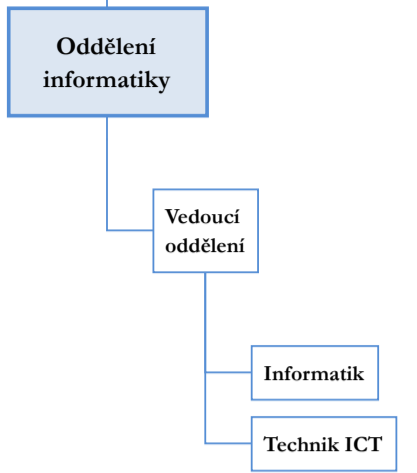 Oddělení
informatiky
Vedoucí
oddělení
Informatik
Technik ICT